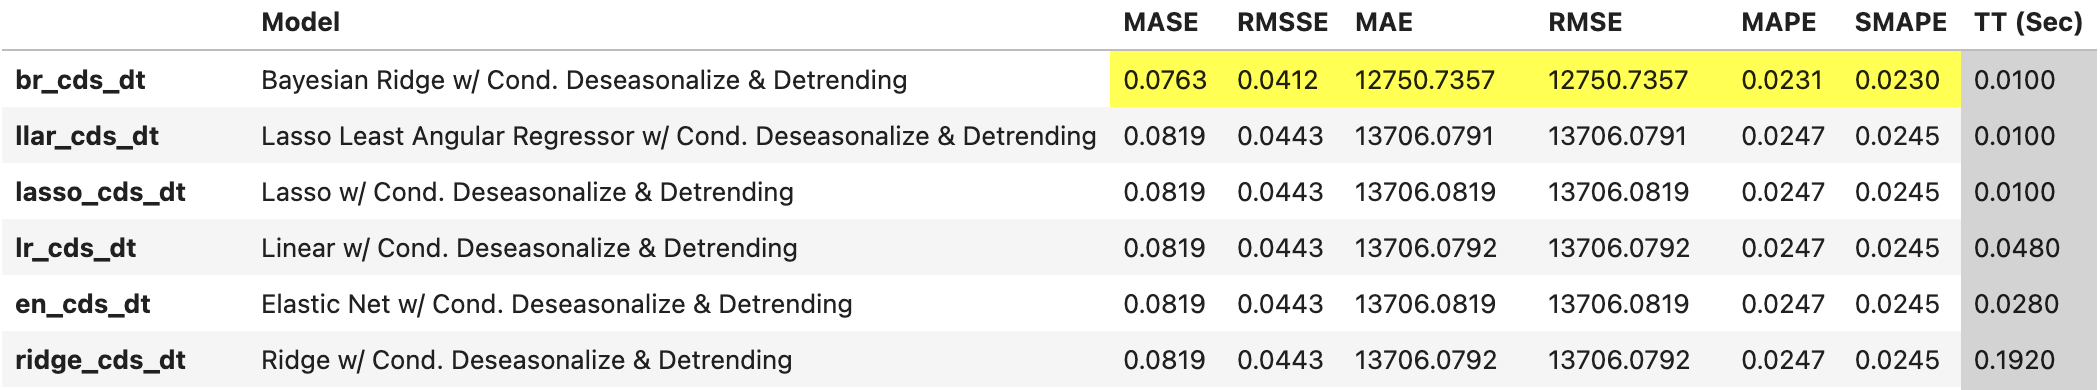 Model MASE RMSSE MAE RMSE MAPE SMAPE TT (Sec)
br_cds_dt Bayesian Ridge w/ Cond. Deseasonalize & Detrending 0.0763 0.0412 12750.7357 12750.7357 0.0231 0.0230 0.0100
llar_cds_dt Lasso Least Angular Regressor w/ Cond. Deseasonalize & Detrending 0.0819 0.0443 13706.0791 13706.0791 0.0247 0.0245 0.0100
lasso_cds_dt Lasso w/ Cond. Deseasonalize & Detrending 0.0819 0.0443 13706.0819 13706.0819 0.0247 0.0245 0.0100
lr_cds_dt Linear w/ Cond. Deseasonalize & Detrending 0.0819 0.0443 13706.0792 13706.0792 0.0247 0.0245 0.0480
en_cds_dt Elastic Net w/ Cond. Deseasonalize & Detrending 0.0819 0.0443 13706.0819 13706.0819 0.0247 0.0245 0.0280
ridge_cds_dt Ridge w/ Cond. Deseasonalize & Detrending 0.0819 0.0443 13706.0792 13706.0792 0.0247 0.0245 0.1920